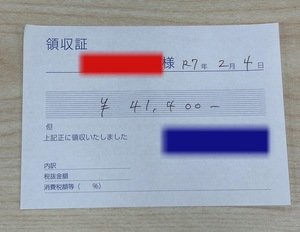 領収証
様 R7年 2月 4日
¥ 41,400-
但
上記正に領収いたしました
内訳
税抜金額
消費税額等( %)